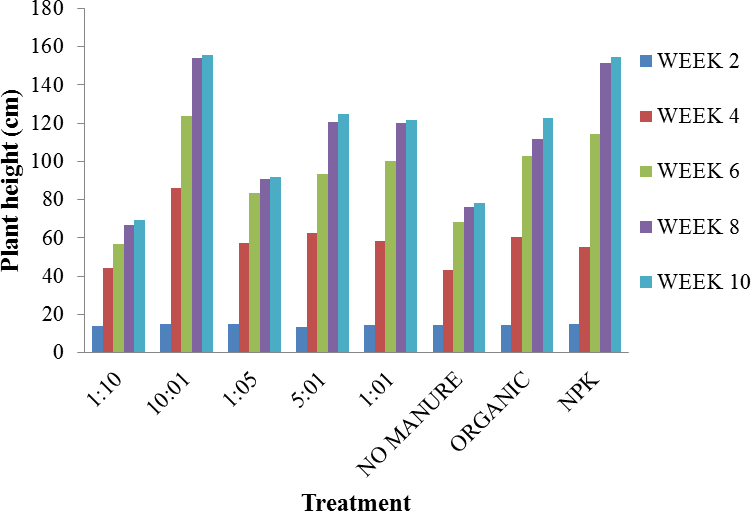 180
160
140
120
100
80
60
40
20
0
Plant height (cm)
1:10
10:01
1:05
5:01
1:01
NO MANURE
ORGANIC
NPK
Treatment
WEEK 2
WEEK 4
WEEK 6
WEEK 8
WEEK 10